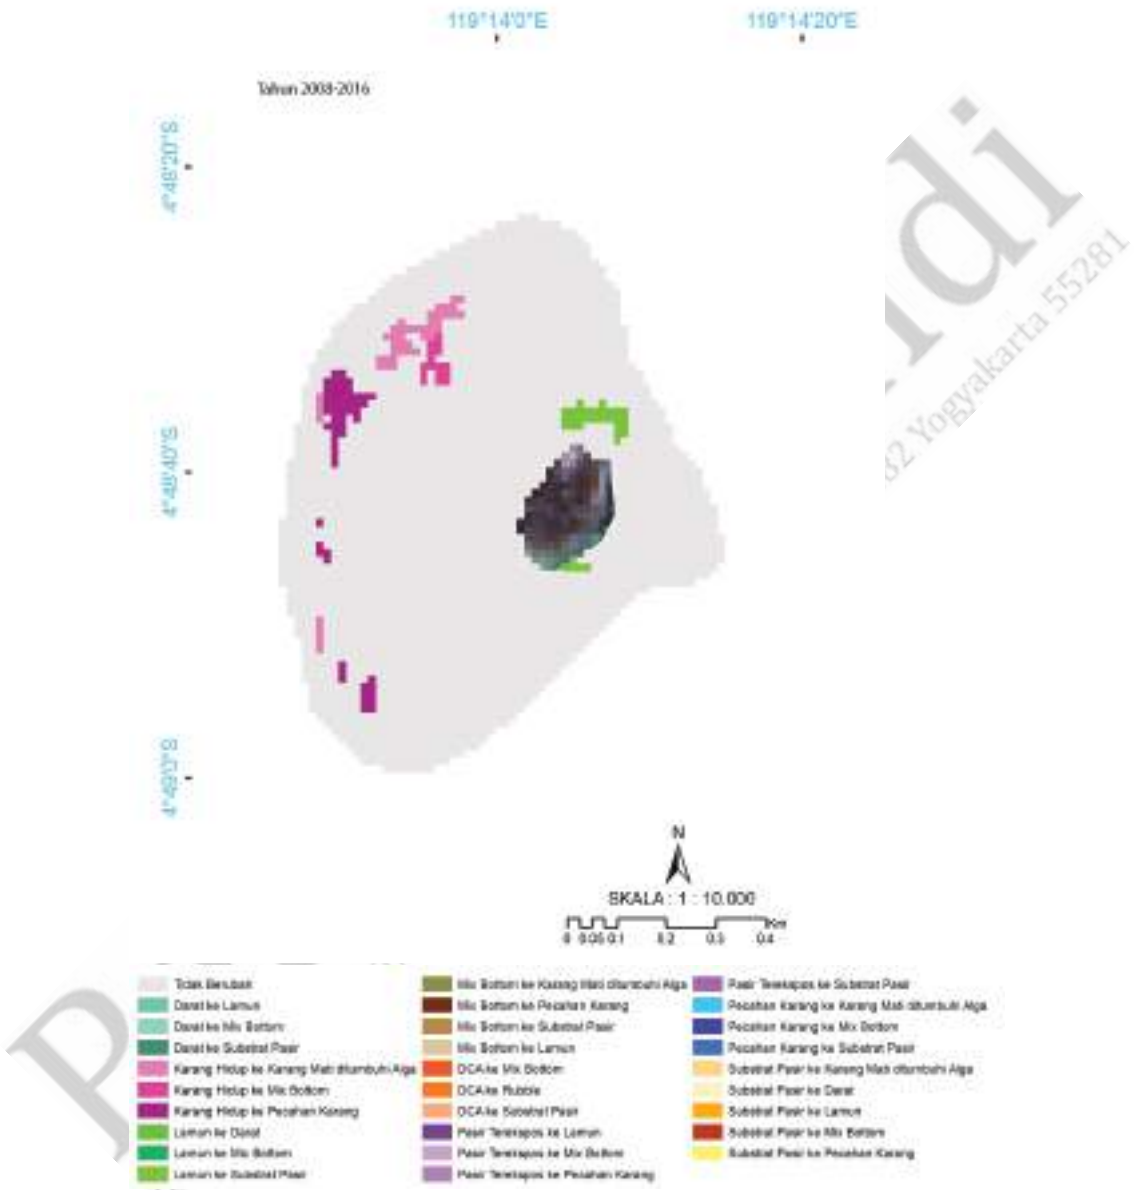 119°14'0"E 119°14'20"E
Tahun 2008-2016
4°48'20"S
4°48'40"S
4°49'0"S
di
32 Yogyakarta 55281
N
SKALA : 1 : 10.000
0 0.05 0.1 0.2 0.3 0.4 Km
Tidak Berubah
Darat ke Lamun
Darat ke Mix Bottom
Darat ke Substrat Pasir
Karang Hidup ke Karang Mati ditumbuhi Alga
Karang Hidup ke Mix Bottom
Karang Hidup ke Pecahan Karang
Lamun ke Darat
Lamun ke Mix Bottom
Lamun ke Substrat Pasir
Mix Bottom ke Karang Mati ditumbuhi Alga
Mix Bottom ke Pecahan Karang
Mix Bottom ke Substrat Pasir
Mix Bottom ke Lamun
DCA ke Mix Bottom
DCA ke Rubble
DCA ke Substrat Pasir
Pasir Terekspos ke Lamun
Pasir Terekspos ke Mix Bottom
Pasir Terekspos ke Pecahan Karang
Pasir Terekspos ke Substrat Pasir
Pecahan Karang ke Karang Mati ditumbuhi Alga
Pecahan Karang ke Mix Bottom
Pecahan Karang ke Substrat Pasir
Substrat Pasir ke Karang Mati ditumbuhi Alga
Substrat Pasir ke Darat
Substrat Pasir ke Lamun
Substrat Pasir ke Mix Bottom
Substrat Pasir ke Pecahan Karang